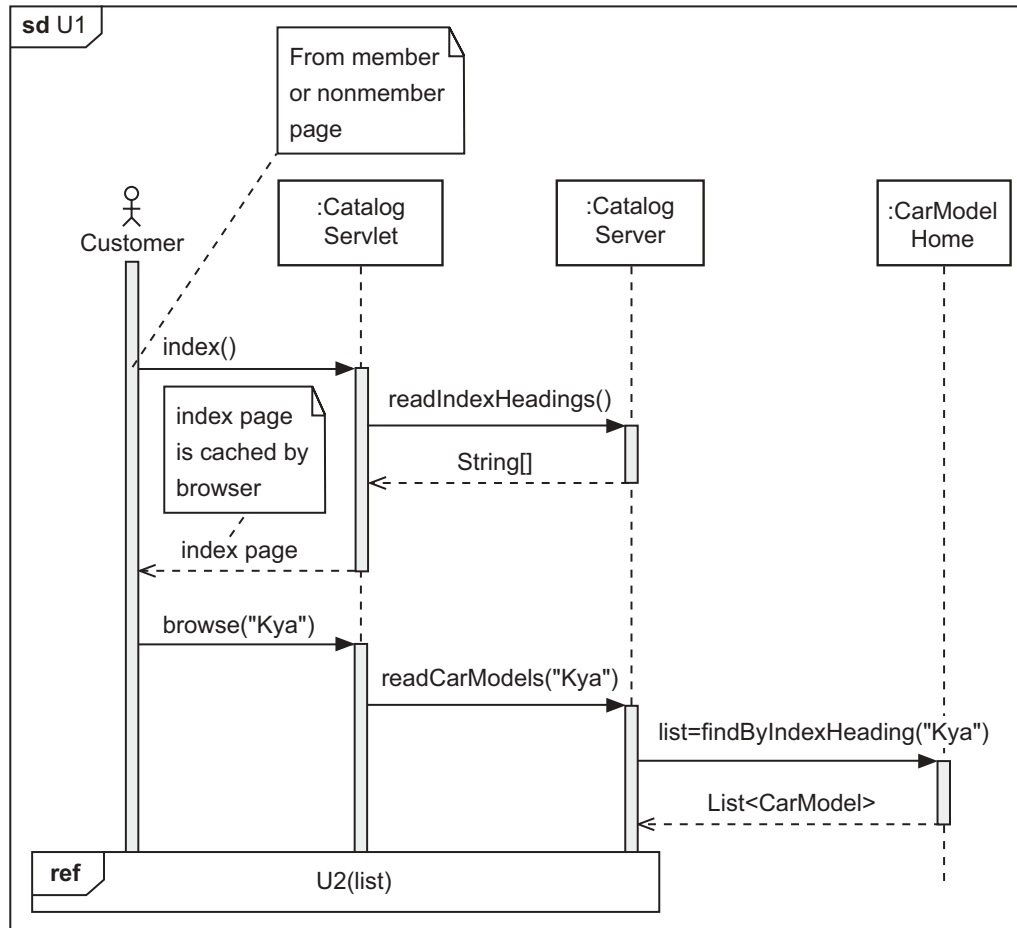 sd U1
From member
or nonmember
page
Customer
:Catalog
Servlet
:Catalog
Server
:CarModel
Home
index()
readIndexHeadings()
index page
is cached by
browser
String[]
index page
browse("Kya")
readCarModels("Kya")
list=findByIndexHeading("Kya")
List<CarModel>
ref
U2(list)